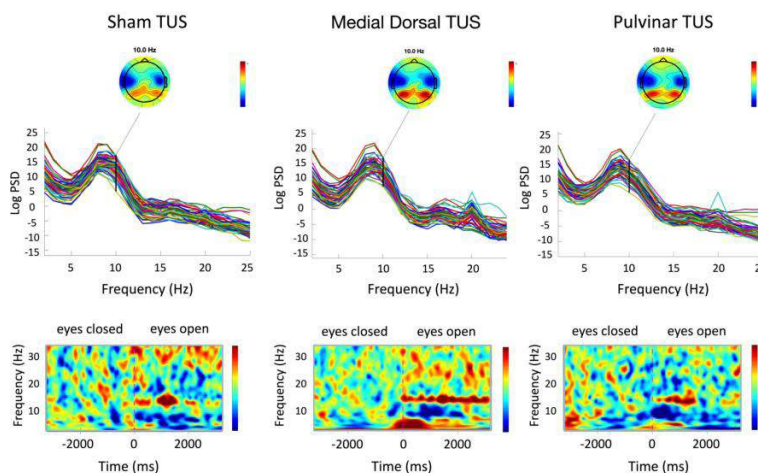 Sham TUS
Medial Dorsal TUS
Pulvinar TUS
10.0 Hz
10.0 Hz
10.0 Hz
Log PSD
25
20
15
10
5
0
-5
-10
-15
5
10
15
20
25
Frequency (Hz)
Log PSD
25
20
15
10
5
0
-5
-10
-15
5
10
15
20
Frequency (Hz)
Log PSD
25
20
15
10
5
0
-5
-10
-15
5
10
15
20
Frequency (Hz)
eyes closed
eyes open
Frequency (Hz)
30
20
10
-2000
0
2000
Time (ms)
eyes closed
eyes open
Frequency (Hz)
30
20
10
-2000
0
2000
Time (ms)
eyes closed
eyes open
Frequency (Hz)
30
20
10
-2000
0
2000
Time (ms)